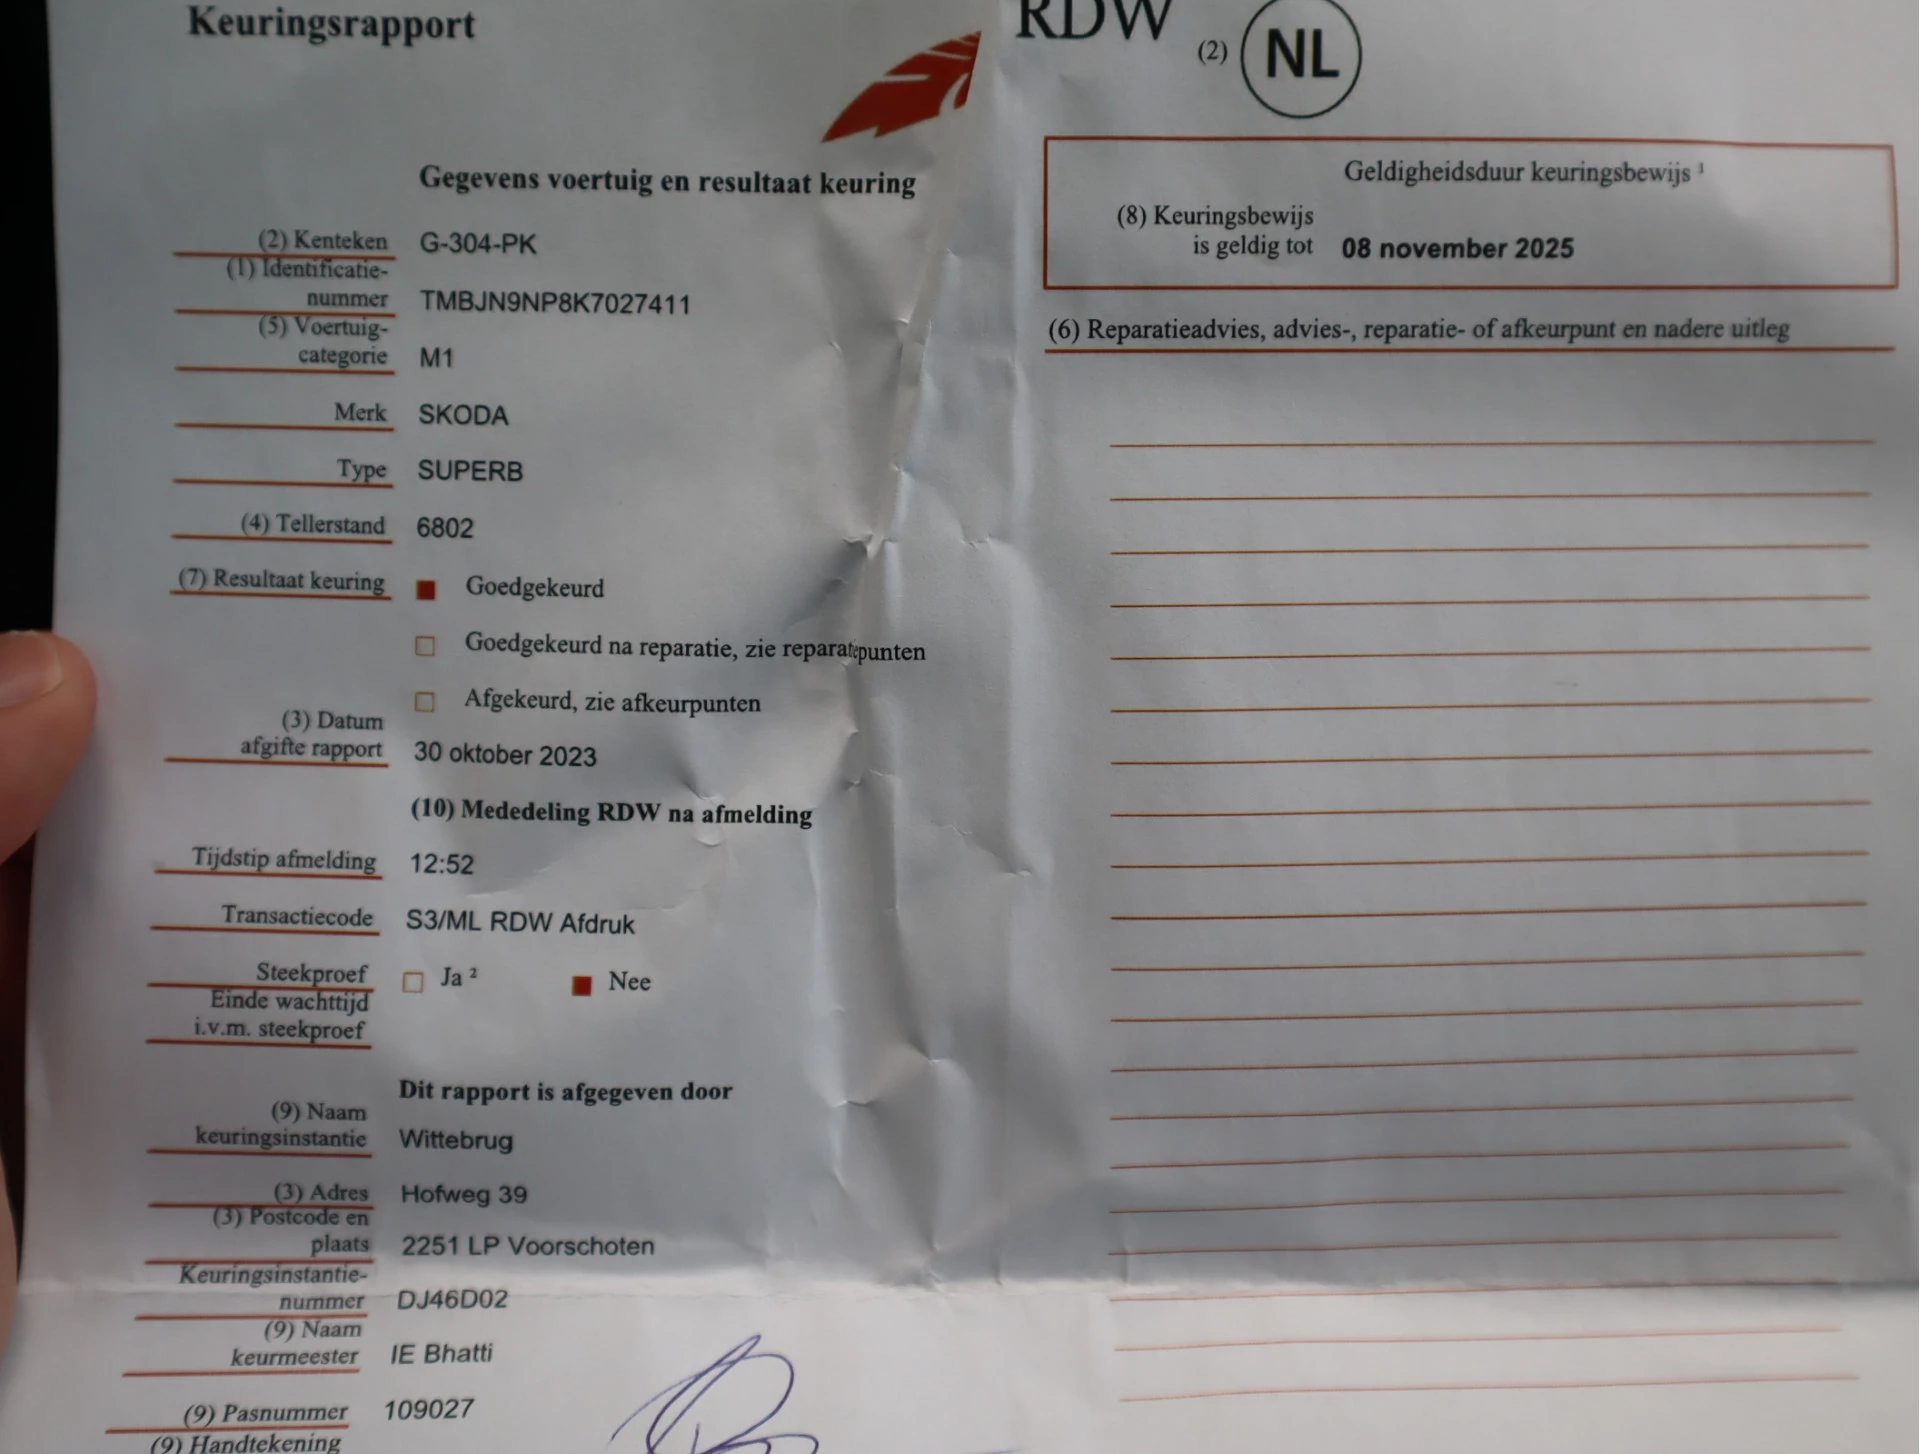 Keuringsrapport
RDW (2) NL
Gegevens voertuig en resultaat keuring
(2) Kenteken G-304-PK
(1) Identificatie-
nummer TMBJN9NP8K7027411
(5) Voertuig-
categorie M1
Merk SKODA
Type SUPERB
(4) Tellerstand 6802
(7) Resultaat keuring Goedgekeurd
Goedgekeurd na reparatie, zie reparatiepunten
Afgekeurd, zie afkeurpunten
(3) Datum
afgifte rapport 30 oktober 2023
(10) Mededeling RDW na afmelding
Tijdstip afmelding 12:52
Transactiecode S3/ML RDW Afdruk
Steekproef Ja ² Nee
Einde wachttijd
i.v.m. steekproef
Dit rapport is afgegeven door
(9) Naam
keuringsinstantie Wittebrug
(3) Adres Hofweg 39
(3) Postcode en
plaats 2251 LP Voorschoten
Keuringsinstantie-
nummer DJ46D02
(9) Naam
keurmeester IE Bhatti
(9) Pasnummer 109027
(9) Handtekening
Geldigheidsduur keuringsbewijs ¹
(8) Keuringsbewijs
is geldig tot 08 november 2025
(6) Reparatieadvies, advies-, reparatie- of afkeurpunt en nadere uitleg